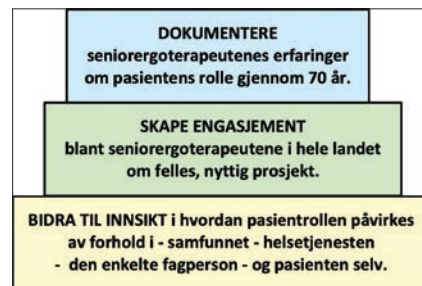 DOKUMENTERE
seniorergoterapeutenes erfaringer
om pasientens rolle gjennom 70 år.
SKAPE ENGASJEMENT
blant seniorergoterapeutene i hele landet
om felles, nyttig prosjekt.
BIDRA TIL INNSIKT i hvordan pasientrollen påvirkes
av forhold i - samfunnet - helsetjenesten
- den enkelte fagperson - og pasienten selv.